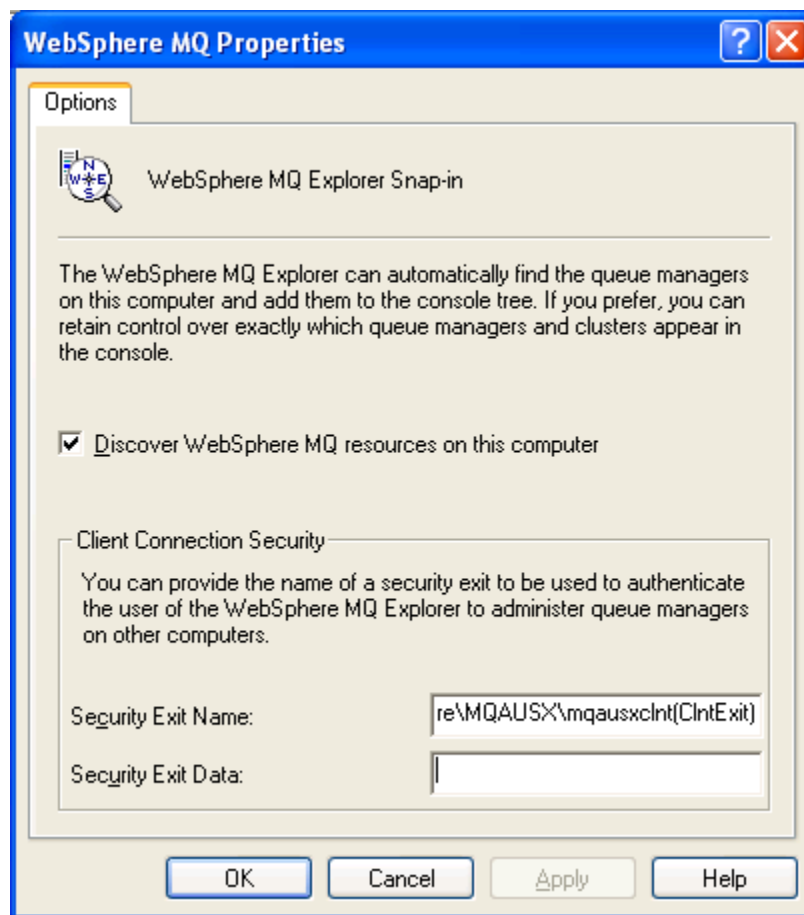 WebSphere MQ Properties
Options
N
W E
S
WebSphere MQ Explorer Snap-in
The WebSphere MQ Explorer can automatically find the queue managers
on this computer and add them to the console tree. If you prefer, you can
retain control over exactly which queue managers and clusters appear in
the console.
Discover WebSphere MQ resources on this computer
Client Connection Security
You can provide the name of a security exit to be used to authenticate
the user of the WebSphere MQ Explorer to administer queue managers
on other computers.
Security Exit Name: re\MQAUSX\mqausxclnt(ClntExit)
Security Exit Data:
OK Cancel Apply Help